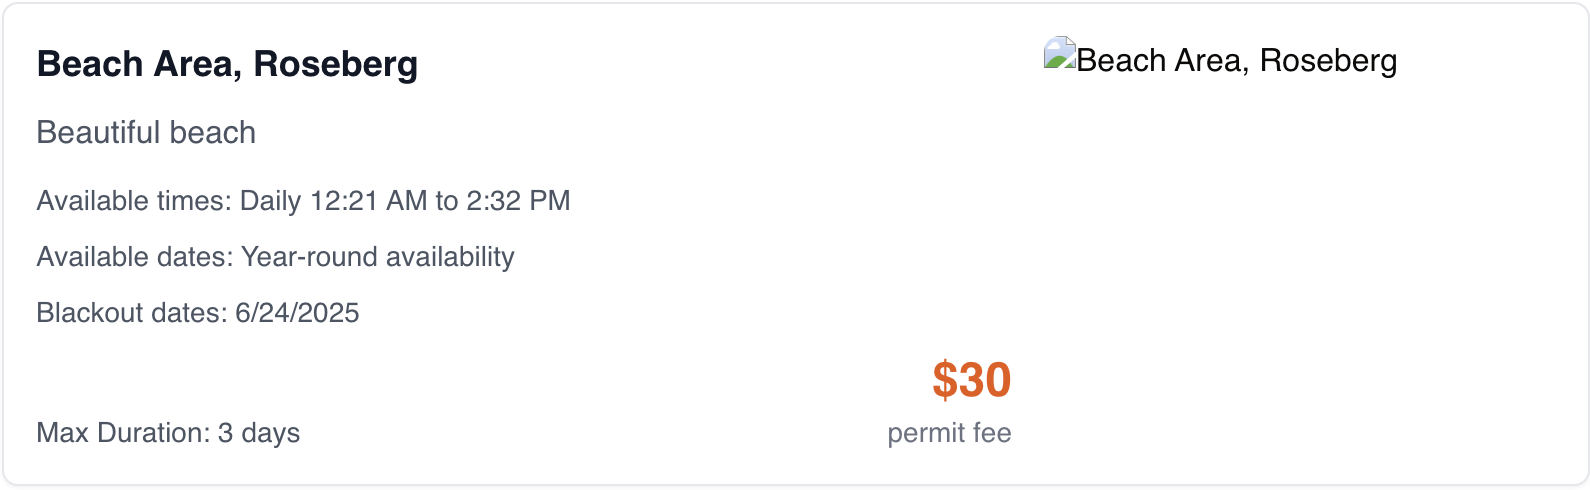 Beach Area, Roseberg
Beautiful beach
Available times: Daily 12:21 AM to 2:32 PM
Available dates: Year-round availability
Blackout dates: 6/24/2025
Max Duration: 3 days
$30
permit fee
Beach Area, Roseberg